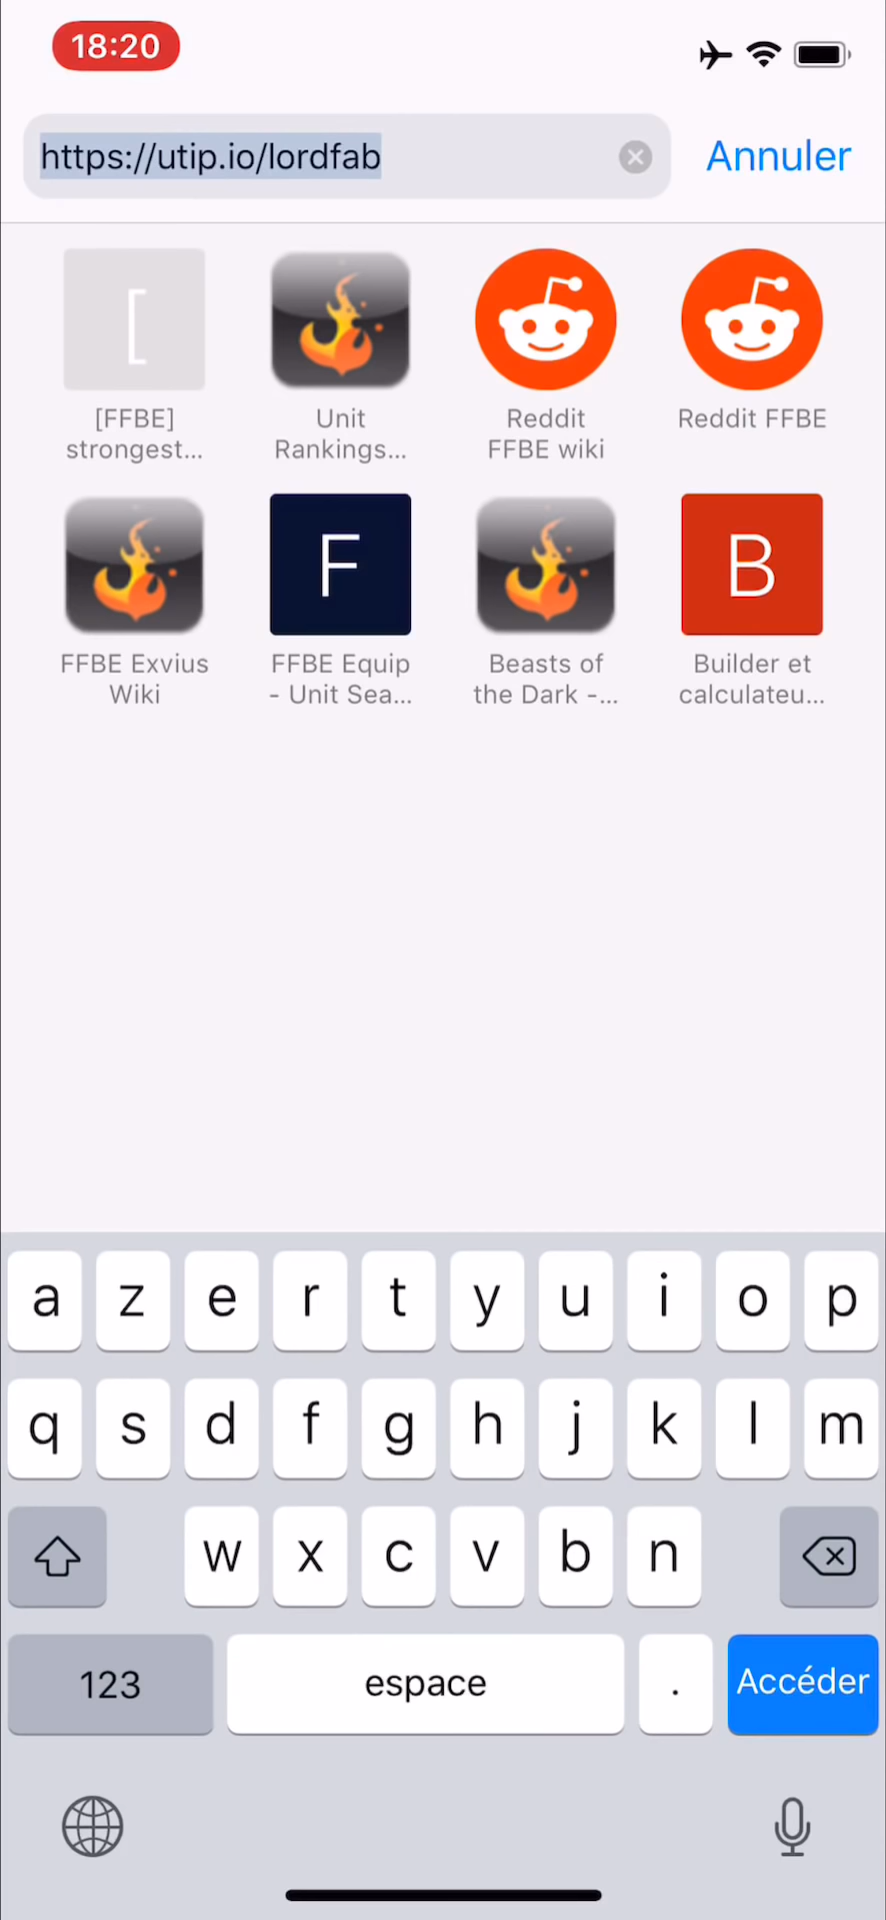 18:20
https://utip.io/lordfab
Annuler
[
F
B
[FFBE]
strongest...
Unit
Rankings...
Reddit
FFBE wiki
Reddit FFBE
FFBE Exvius
Wiki
FFBE Equip
- Unit Sea...
Beasts of
the Dark -...
Builder et
calculateu...
a z e r t y u i o p
q s d f g h j k l m
w x c v b n
123 espace . Accéder